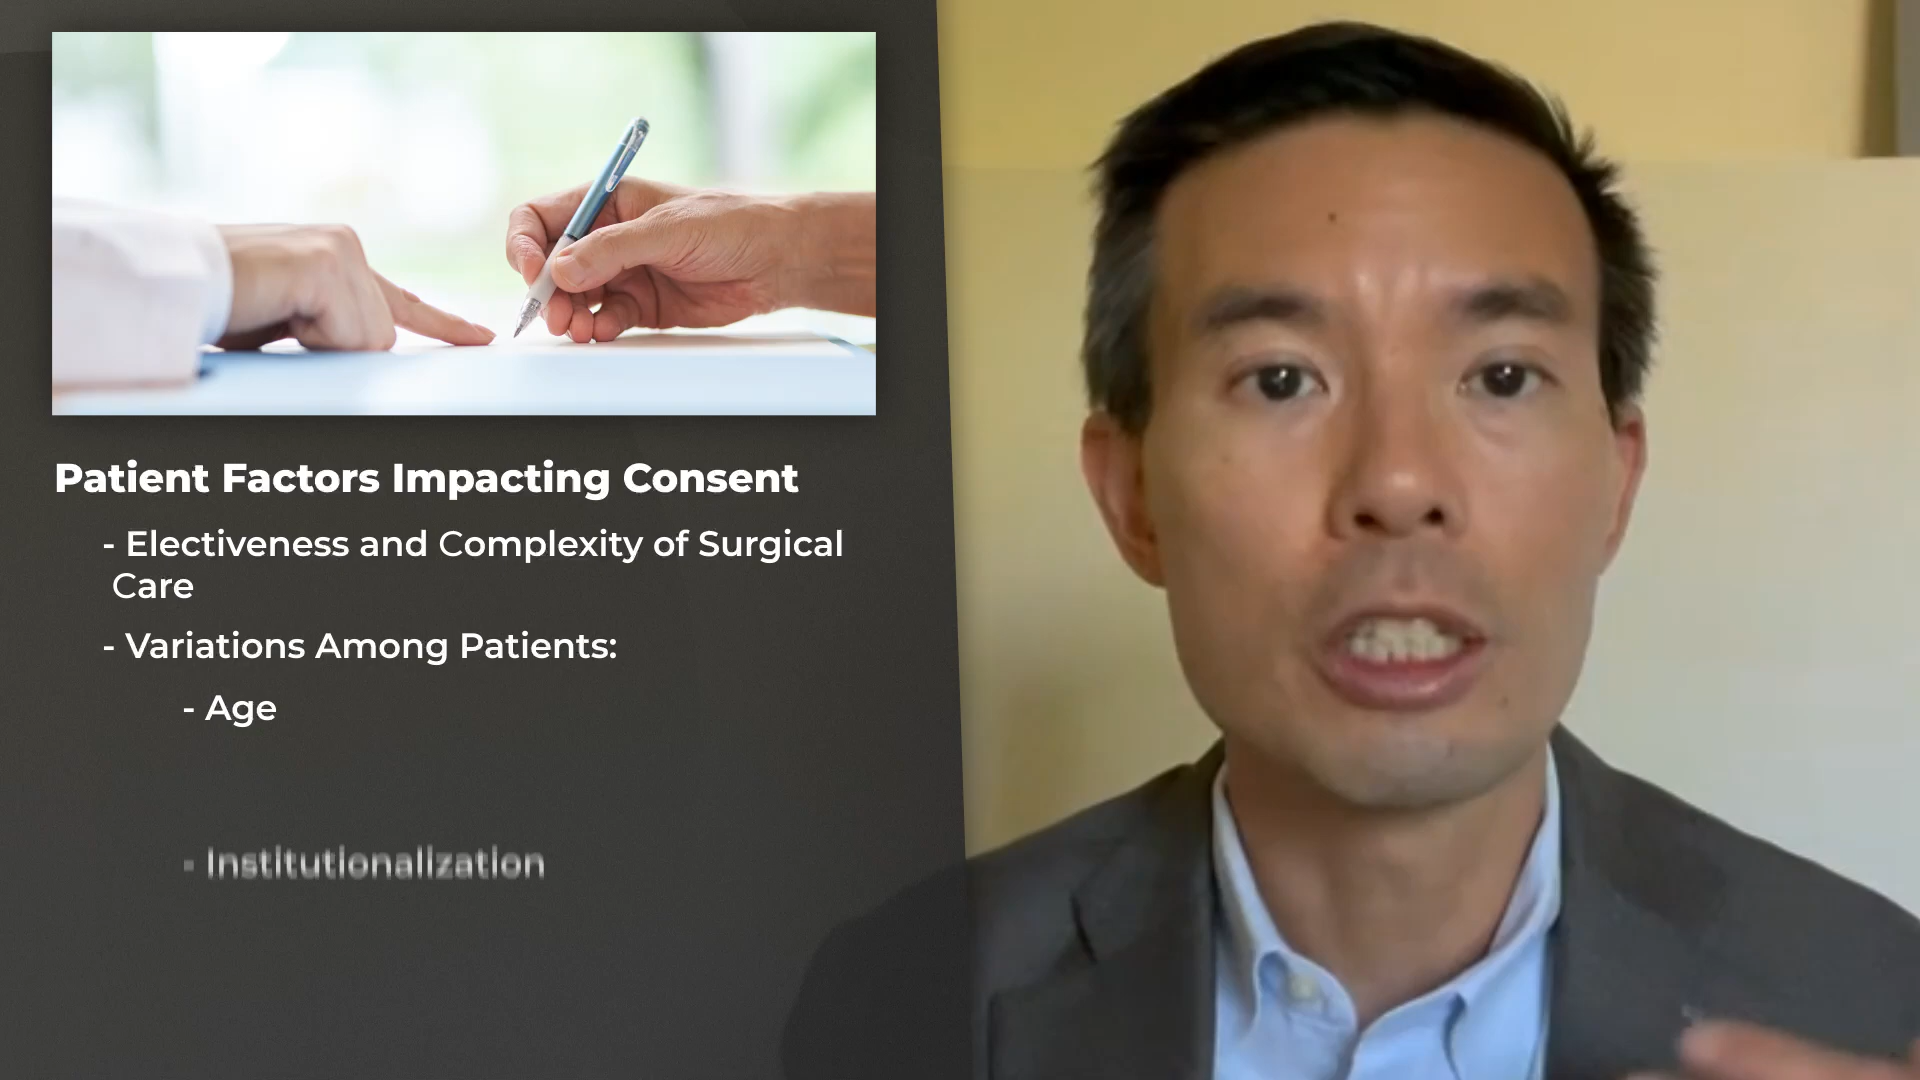 Patient Factors Impacting Consent
- Electiveness and Complexity of Surgical
Care
- Variations Among Patients:
- Age
- Institutionalization